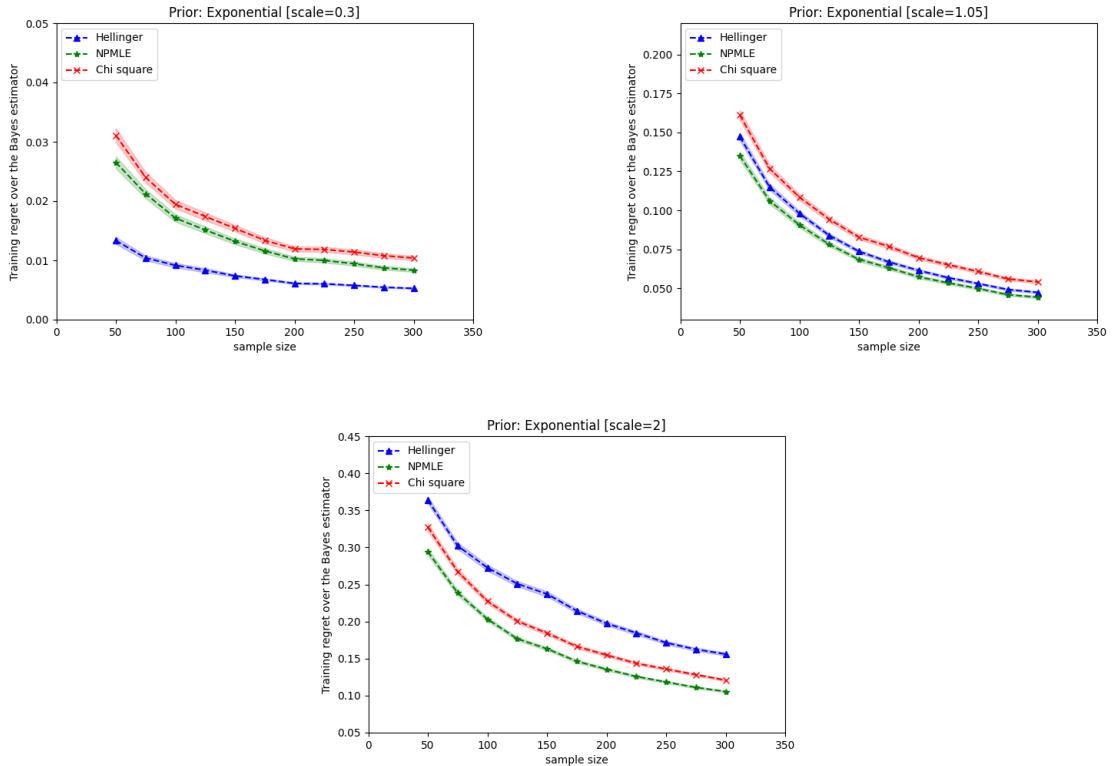 Prior: Exponential [scale=0.3]
Training regret over the Bayes estimator
0.05
0.04
0.03
0.02
0.01
0.00
Hellinger
NPMLE
Chi square
0
50
100
150
200
250
300
350
sample size
Prior: Exponential [scale=1.05]
Training regret over the Bayes estimator
0.200
0.175
0.150
0.125
0.100
0.075
0.050
Hellinger
NPMLE
Chi square
0
50
100
150
200
250
300
350
sample size
Prior: Exponential [scale=2]
Training regret over the Bayes estimator
0.45
0.40
0.35
0.30
0.25
0.20
0.15
0.10
0.05
Hellinger
NPMLE
Chi square
0
50
100
150
200
250
300
350
sample size